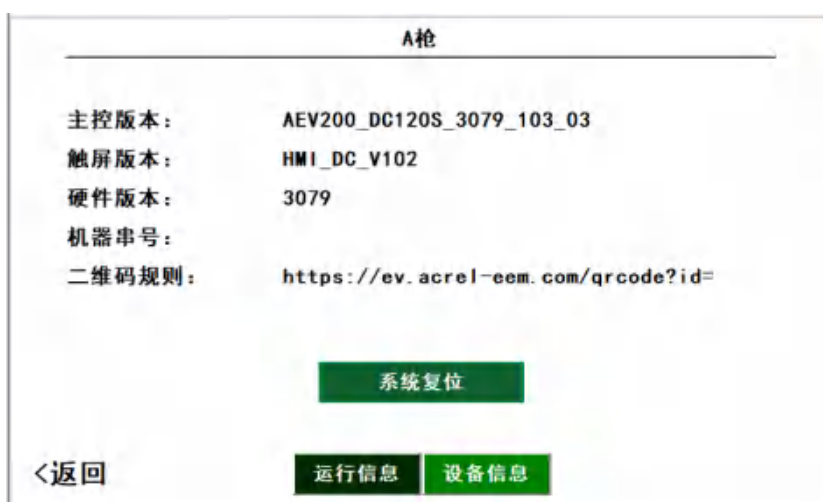 A枪
主控版本： AEV200_DC120S_3079_103_03
触屏版本： HMI_DC_V102
硬件版本： 3079
机器串号：
二维码规则： https://ev.acrel-eem.com/qrcode?id=
系统复位
<返回 运行信息 设备信息